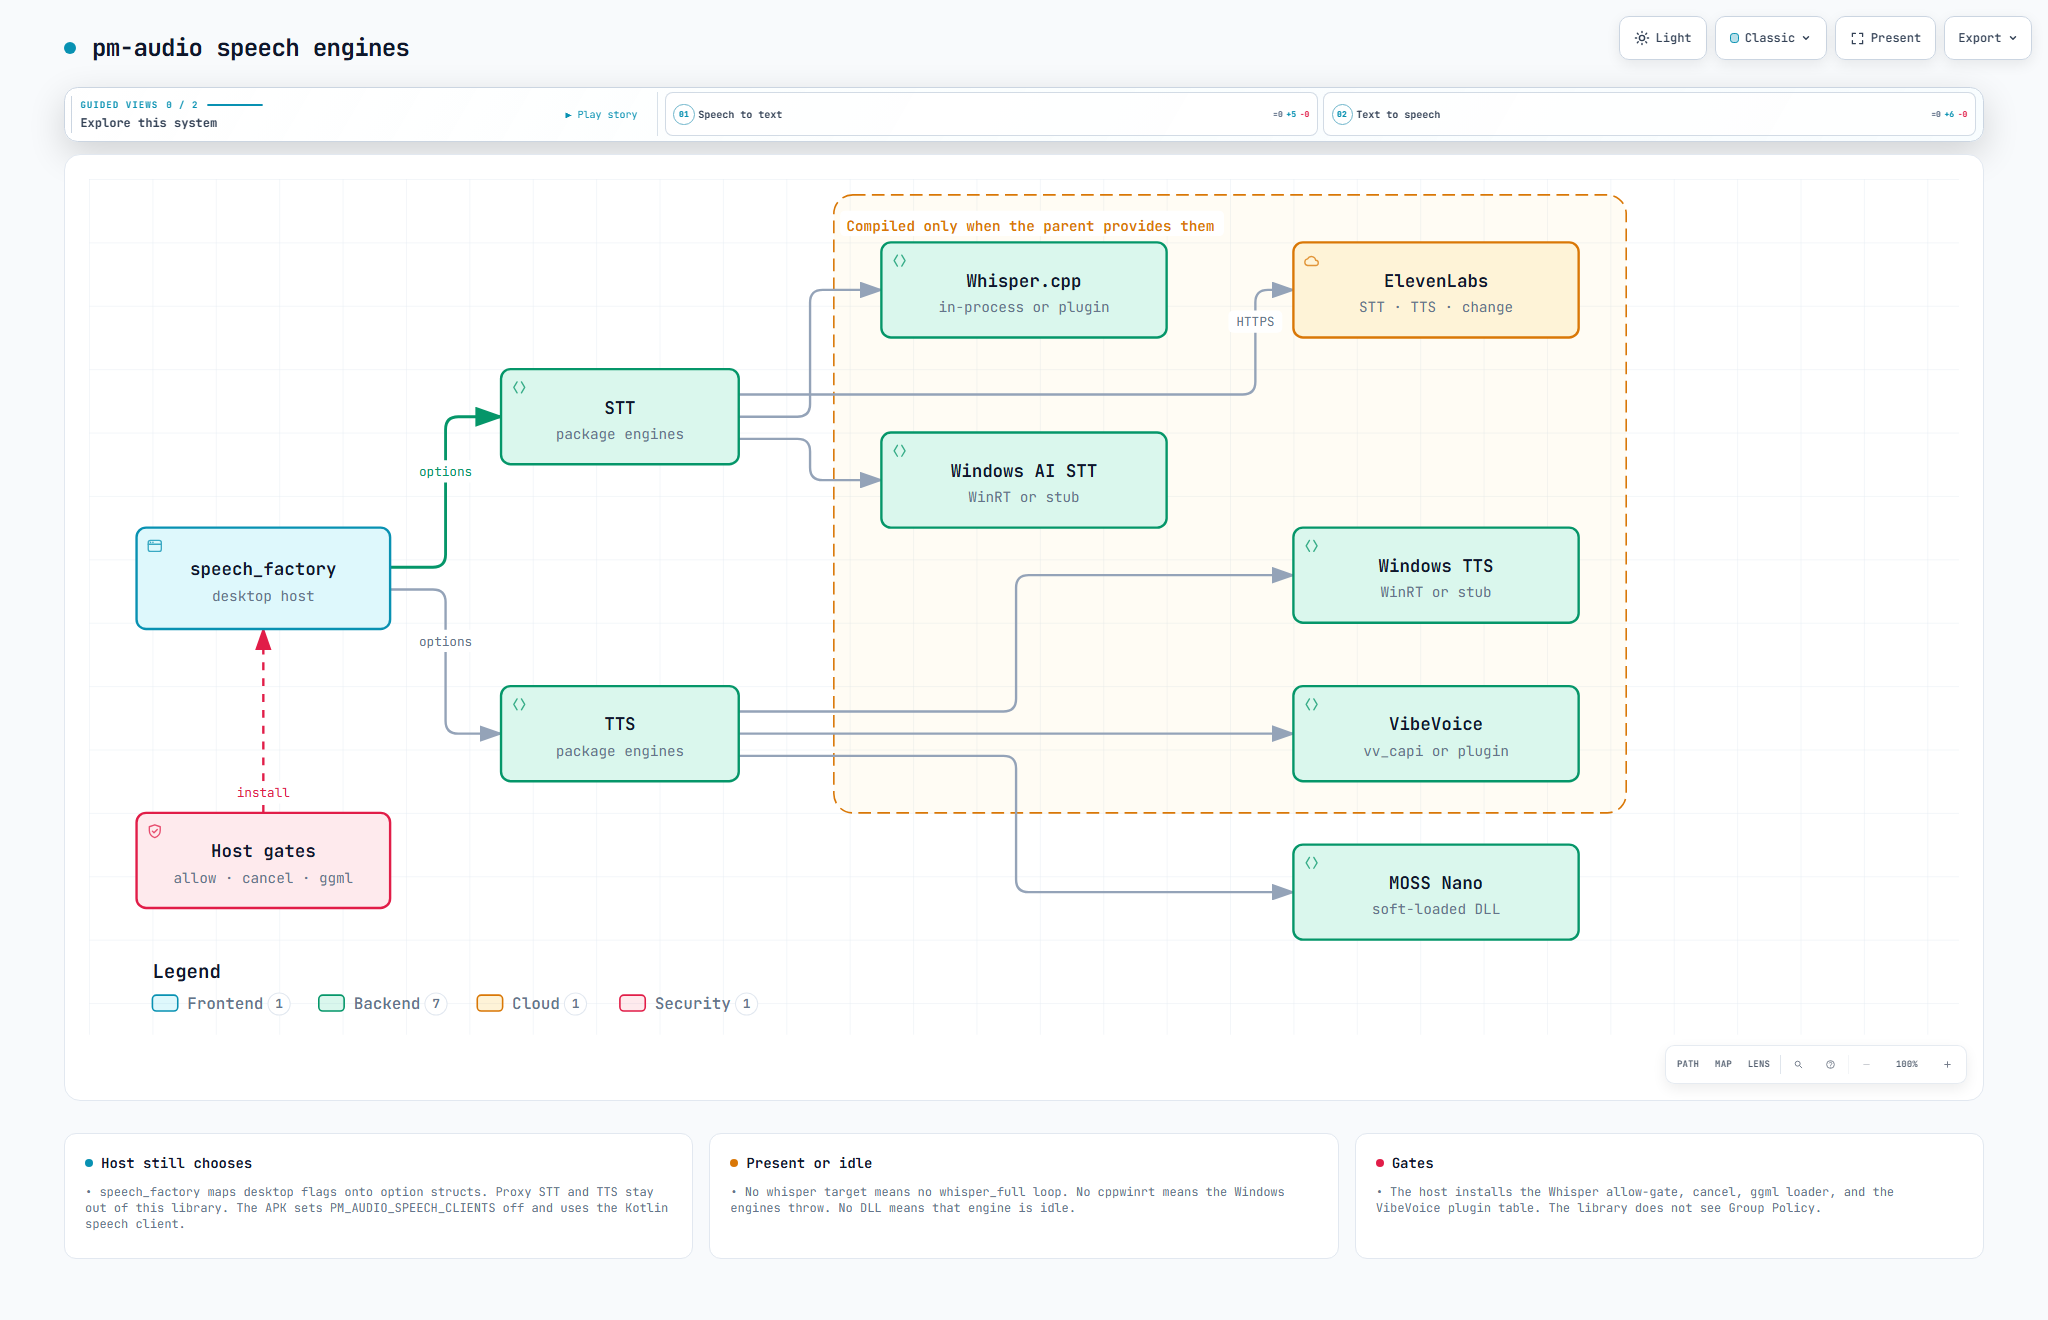 pm-audio speech engines
Light
Classic
Present
Export
GUIDED VIEWS 0 / 2
Explore this system
▶ Play story
01 Speech to text
=0 +5 -0
02 Text to speech
=0 +6 -0
Compiled only when the parent provides them
Whisper.cpp
in-process or plugin
ElevenLabs
STT · TTS · change
HTTPS
STT
package engines
Windows AI STT
WinRT or stub
options
speech_factory
desktop host
Windows TTS
WinRT or stub
options
TTS
package engines
VibeVoice
vv_capi or plugin
install
Host gates
allow · cancel · ggml
MOSS Nano
soft-loaded DLL
Legend
Frontend 1
Backend 7
Cloud 1
Security 1
PATH
MAP
LENS
100%
Host still chooses
• speech_factory maps desktop flags onto option structs. Proxy STT and TTS stay
out of this library. The APK sets PM_AUDIO_SPEECH_CLIENTS off and uses the Kotlin
speech client.
Present or idle
• No whisper target means no whisper_full loop. No cppwinrt means the Windows
engines throw. No DLL means that engine is idle.
Gates
• The host installs the Whisper allow-gate, cancel, ggml loader, and the
VibeVoice plugin table. The library does not see Group Policy.